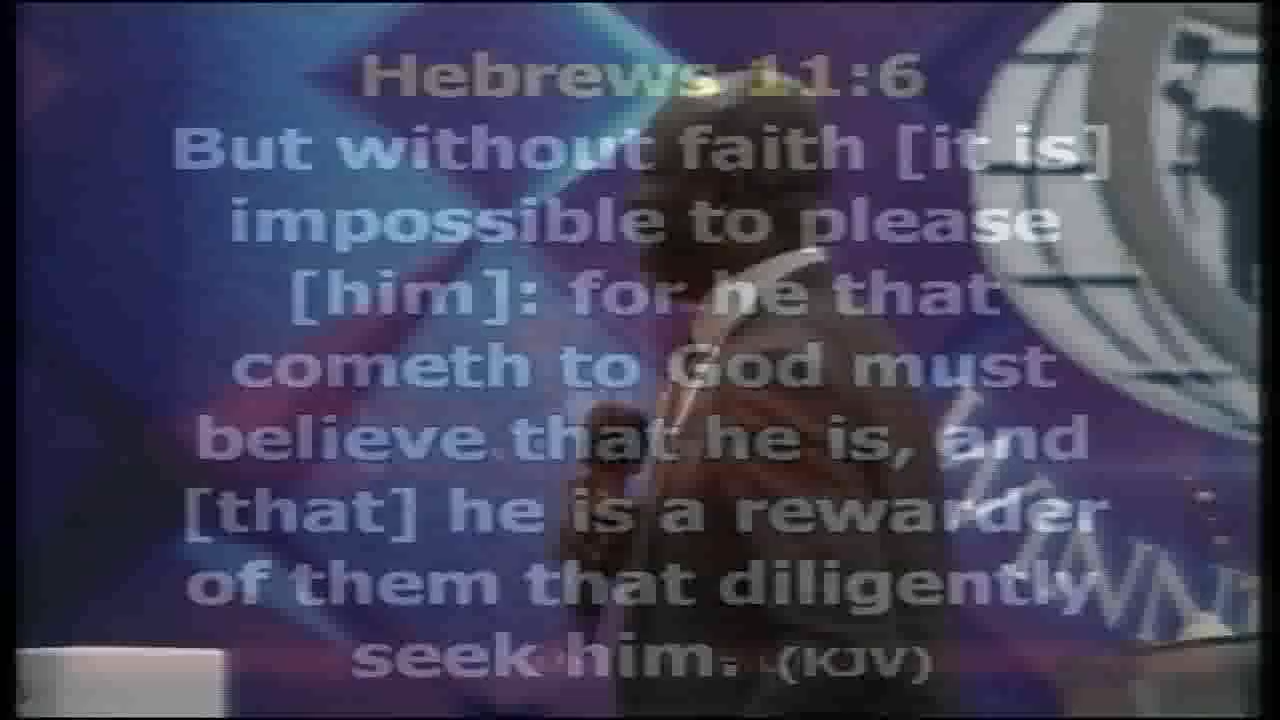 Hebrews 11:6
But without faith [it is]
impossible to please
[him]: for he that
cometh to God must
believe that he is, and
[that] he is a rewarder
of them that diligently
seek him. (KJV)